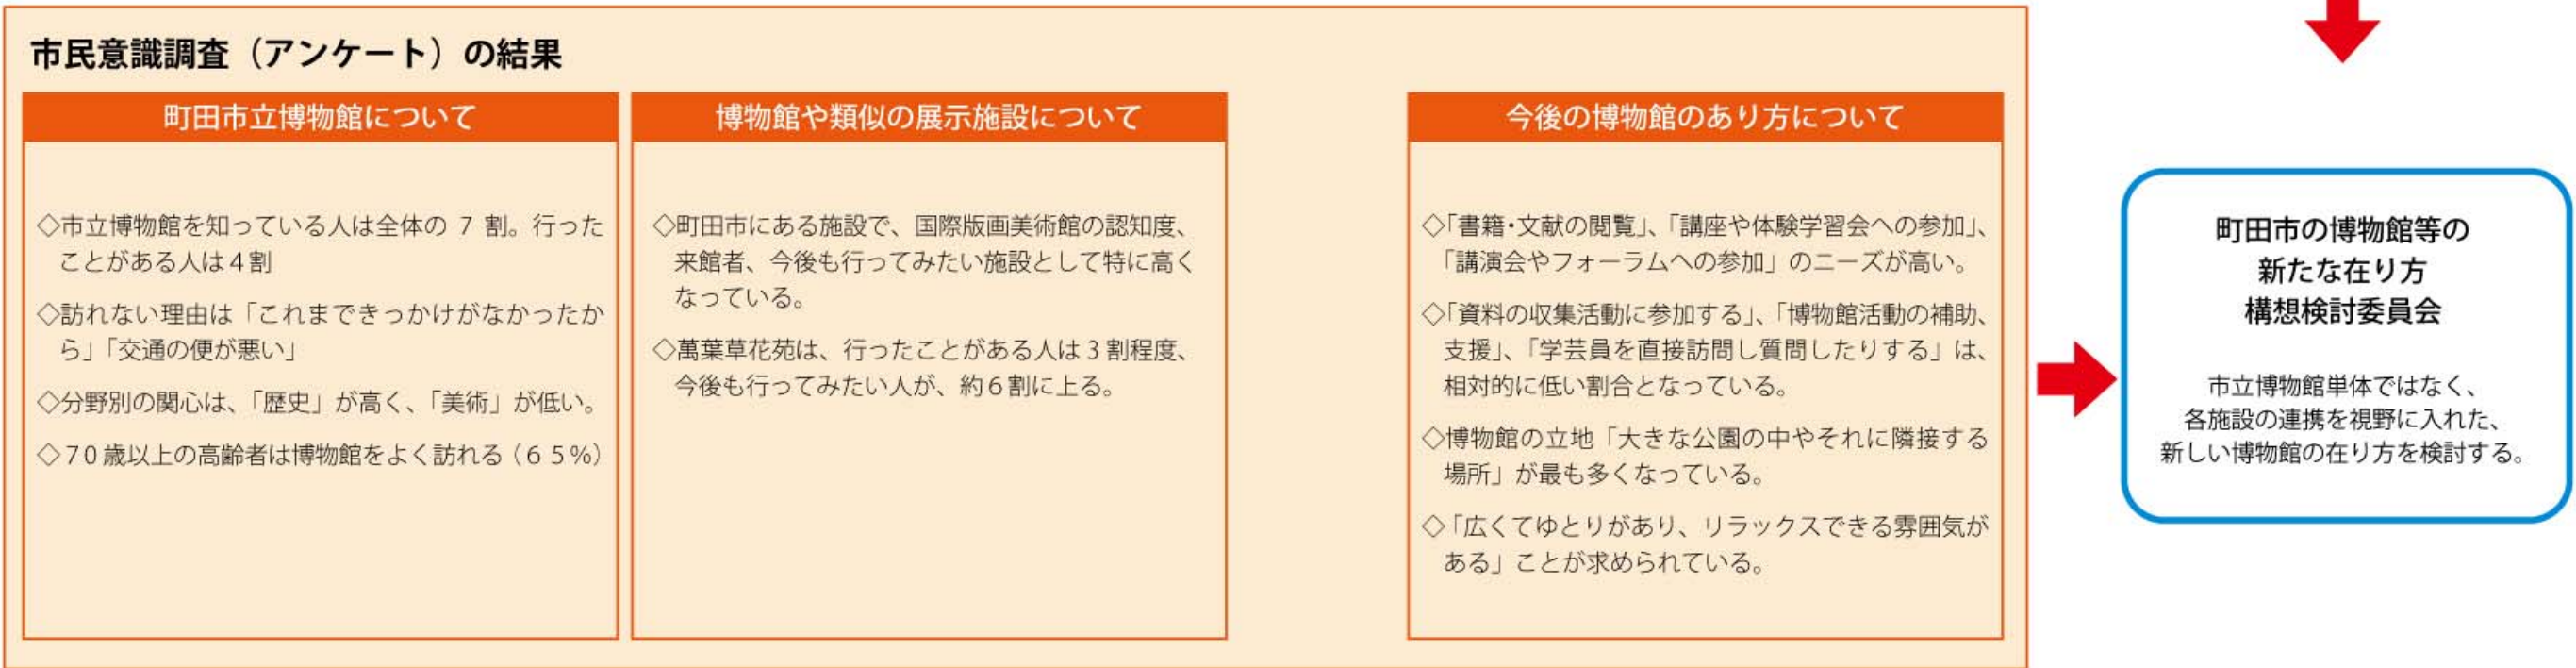 市民意識調査（アンケート）の結果
町田市立博物館について
◇市立博物館を知っている人は全体の 7 割。行った
ことがある人は４割
◇訪れない理由は「これまできっかけがなかったか
ら」「交通の便が悪い」
◇分野別の関心は、「歴史」が高く、「美術」が低い。
◇７０歳以上の高齢者は博物館をよく訪れる（６５%）
博物館や類似の展示施設について
◇町田市にある施設で、国際版画美術館の認知度、
来館者、今後も行ってみたい施設として特に高く
なっている。
◇萬葉草花苑は、行ったことがある人は 3 割程度、
今後も行ってみたい人が、約６割に上る。
今後の博物館のあり方について
◇「書籍・文献の閲覧」、「講座や体験学習会への参加」、
「講演会やフォーラムへの参加」のニーズが高い。
◇「資料の収集活動に参加する」、「博物館活動の補助、
支援」、「学芸員を直接訪問し質問したりする」は、
相対的に低い割合となっている。
◇博物館の立地「大きな公園の中やそれに隣接する
場所」が最も多くなっている。
◇「広くてゆとりがあり、リラックスできる雰囲気が
ある」ことが求められている。
町田市の博物館等の
新たな在り方
構想検討委員会
市立博物館単体ではなく、
各施設の連携を視野に入れた、
新しい博物館の在り方を検討する。